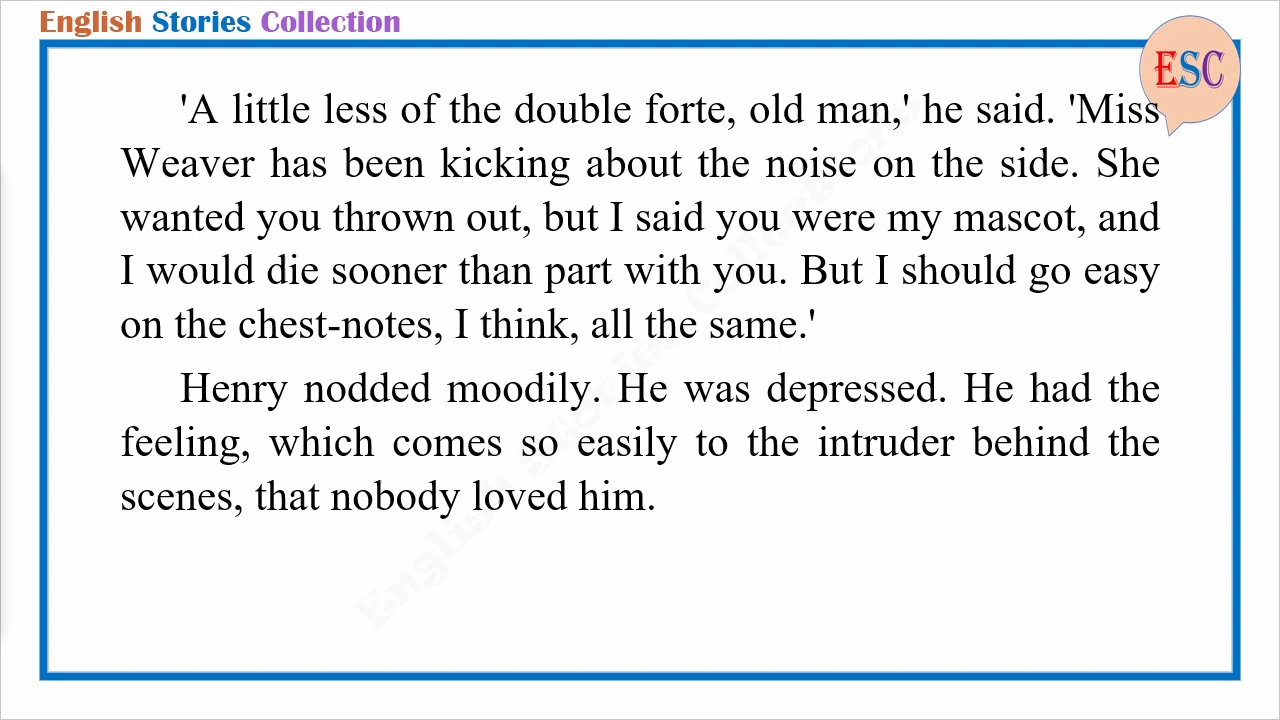 English Stories Collection
ESC
'A little less of the double forte, old man,' he said. 'Miss
Weaver has been kicking about the noise on the side. She
wanted you thrown out, but I said you were my mascot, and
I would die sooner than part with you. But I should go easy
on the chest-notes, I think, all the same.'
Henry nodded moodily. He was depressed. He had the
feeling, which comes so easily to the intruder behind the
scenes, that nobody loved him.
English Stories Collection